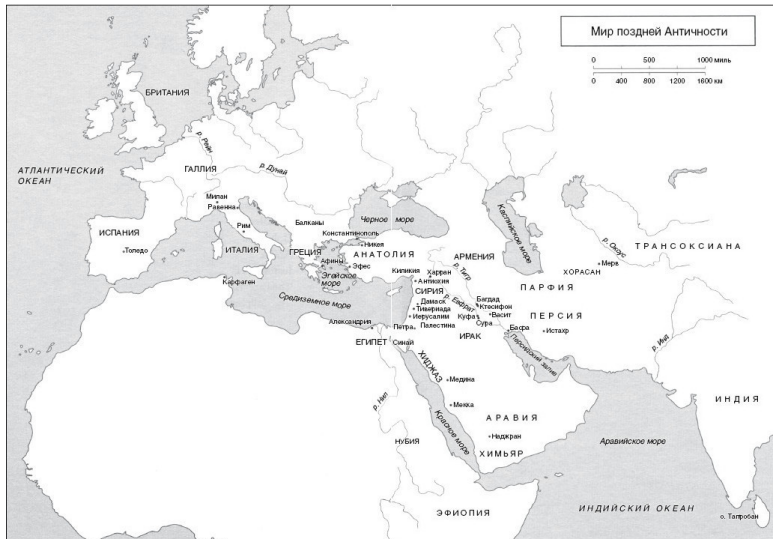 Мир поздней Античности
0 500 1000 миль
0 400 800 1200 1600 км
БРИТАНИЯ
АТЛАНТИЧЕСКИЙ
ОКЕАН
р. Рейн
ГАЛЛИЯ
р. Дунай
Милан
Равенна
Рим
ИТАЛИЯ
ИСПАНИЯ
Толедо
Карфаген
Балканы
Константинополь
Никея
Черное море
ГРЕЦИЯ
Афины
Эгейское
море
Эфес
АНАТОЛИЯ
Средиземное море
Каспийское море
АРМЕНИЯ
р. Тигр
Киликия
Харран
Антиохия
СИРИЯ
р. Евфрат
Дамаск
Тивериада
Иерусалим
Палестина
Петра
Александрия
ЕГИПЕТ
Синай
Багдад
Ктесифон
Васит
Куфа
Сура
ИРАК
Басра
Персидский залив
ПАРФИЯ
ПЕРСИЯ
Истахр
ХОРАСАН
Мерв
р. Оксус
ТРАНСОКСИАНА
р. Инд
ИНДИЯ
ХИДЖАЗ
Медина
Мекка
Красное море
АРАВИЯ
Наджран
ХИМЬЯР
р. Нил
НУБИЯ
ЭФИОПИЯ
Аравийское море
ИНДИЙСКИЙ ОКЕАН
о. Тапробан